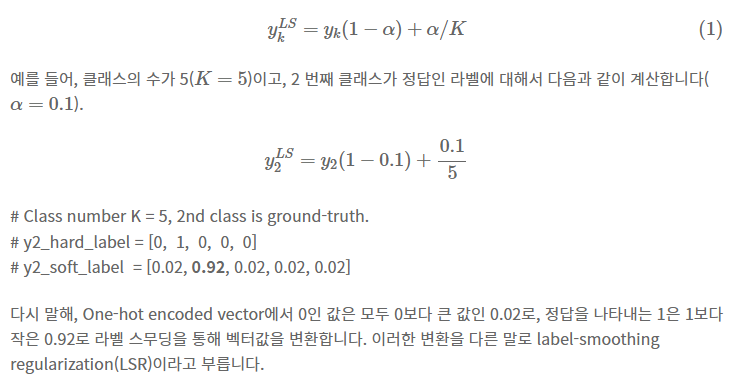 y_k^{LS} = y_k(1 − α) + α/K (1)
예를 들어, 클래스의 수가 5(K = 5)이고, 2 번째 클래스가 정답인 라벨에 대해서 다음과 같이 계산합니다(
α = 0.1).
y_2^{LS} = y_2(1 − 0.1) + \frac{0.1}{5}
# Class number K = 5, 2nd class is ground-truth.
# y2_hard_label = [0, 1, 0, 0, 0]
# y2_soft_label = [0.02, 0.92, 0.02, 0.02, 0.02]
다시 말해, One-hot encoded vector에서 0인 값은 모두 0보다 큰 값인 0.02로, 정답을 나타내는 1은 1보다
작은 0.92로 라벨 스무딩을 통해 벡터값을 변환합니다. 이러한 변환을 다른 말로 label-smoothing
regularization(LSR)이라고 부릅니다.